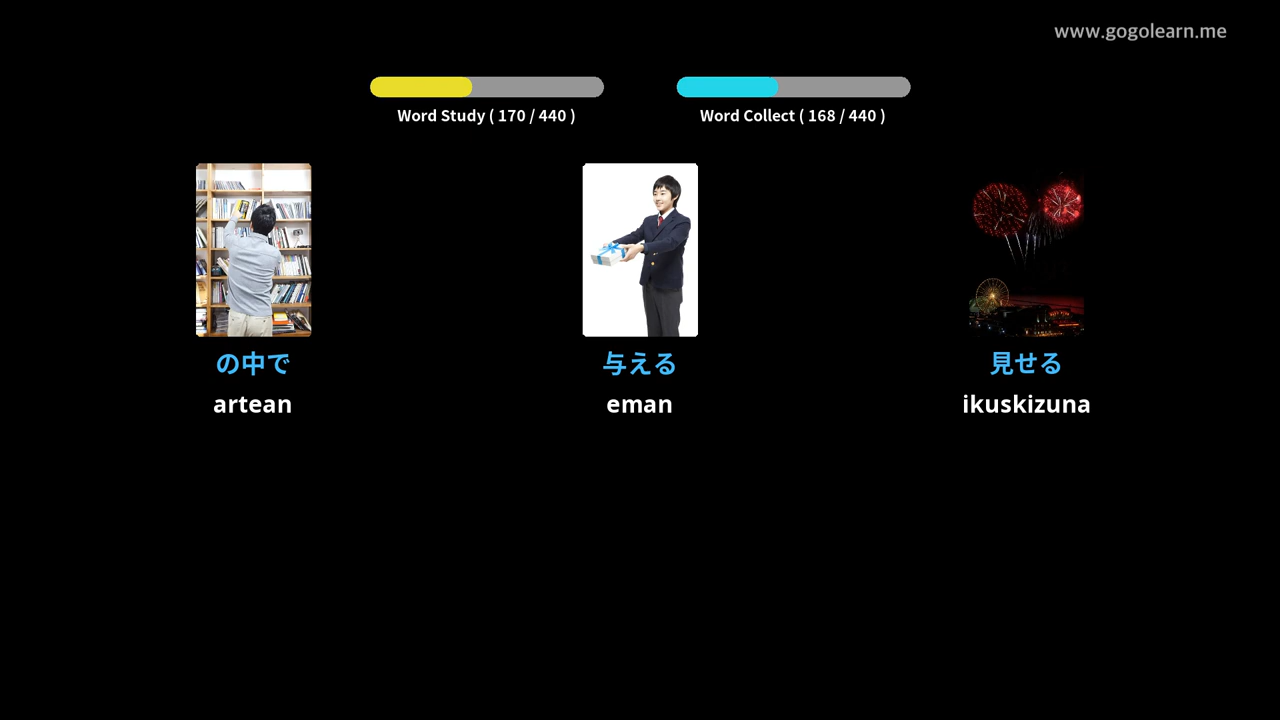 www.gogolearn.me
Word Study ( 170 / 440 )
Word Collect ( 168 / 440 )
の中で
与える
見せる
artean
eman
ikuskizuna